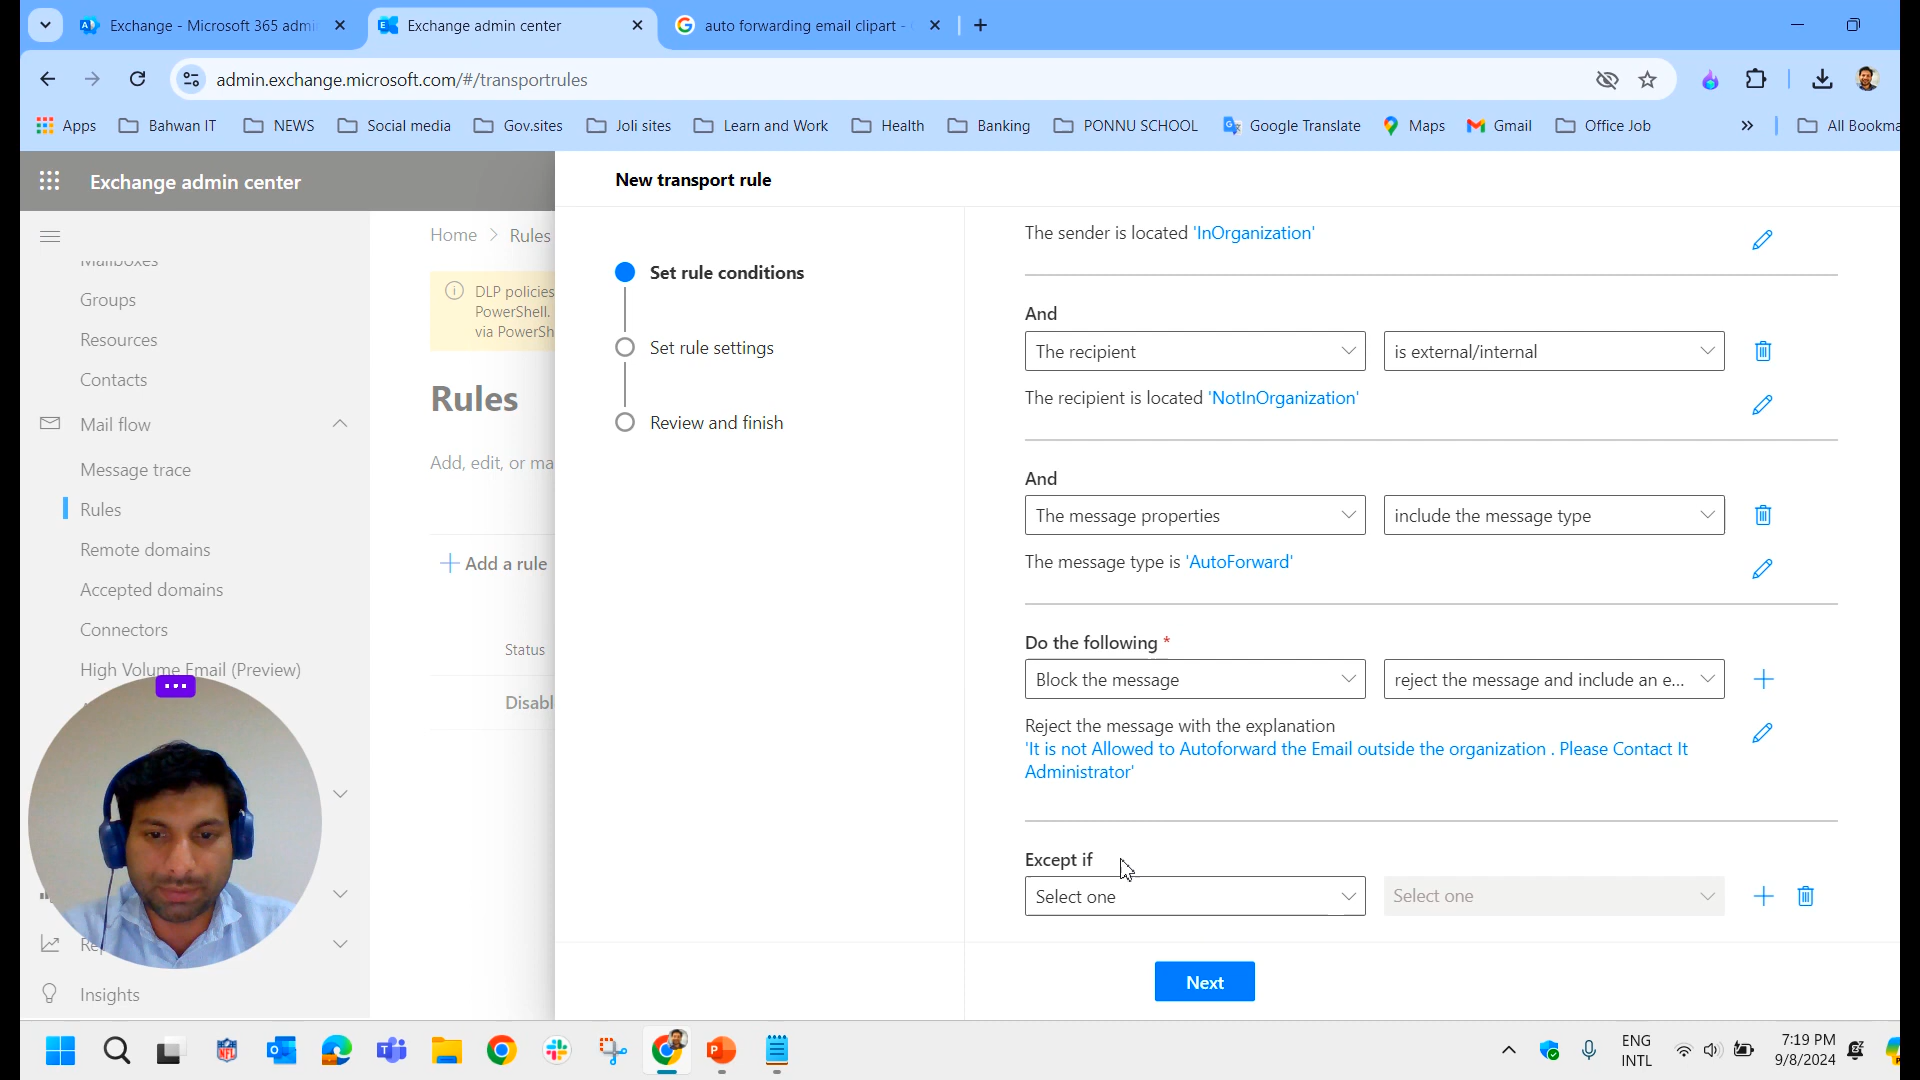 Exchange - Microsoft 365 admi
Exchange admin center
auto forwarding email clipart -
admin.exchange.microsoft.com/#/transportrules
Apps
Bahwan IT
NEWS
Social media
Gov.sites
Joli sites
Learn and Work
Health
Banking
PONNU SCHOOL
Google Translate
Maps
Gmail
Office Job
All Bookma
Exchange admin center
New transport rule
Mailboxes
Groups
Resources
Contacts
Mail flow
Message trace
Rules
Remote domains
Accepted domains
Connectors
High Volume Email (Preview)
Re
Insights
Home > Rules
DLP policies
PowerShell.
via PowerSh
Rules
Add, edit, or ma
Add a rule
Status
Disabl
Set rule conditions
Set rule settings
Review and finish
The sender is located 'InOrganization'
And
The recipient
is external/internal
The recipient is located 'NotInOrganization'
And
The message properties
include the message type
The message type is 'AutoForward'
Do the following *
Block the message
reject the message and include an e...
Reject the message with the explanation
'It is not Allowed to Autoforward the Email outside the organization . Please Contact It
Administrator'
Except if
Select one
Select one
Next
ENG
INTL
7:19 PM
9/8/2024